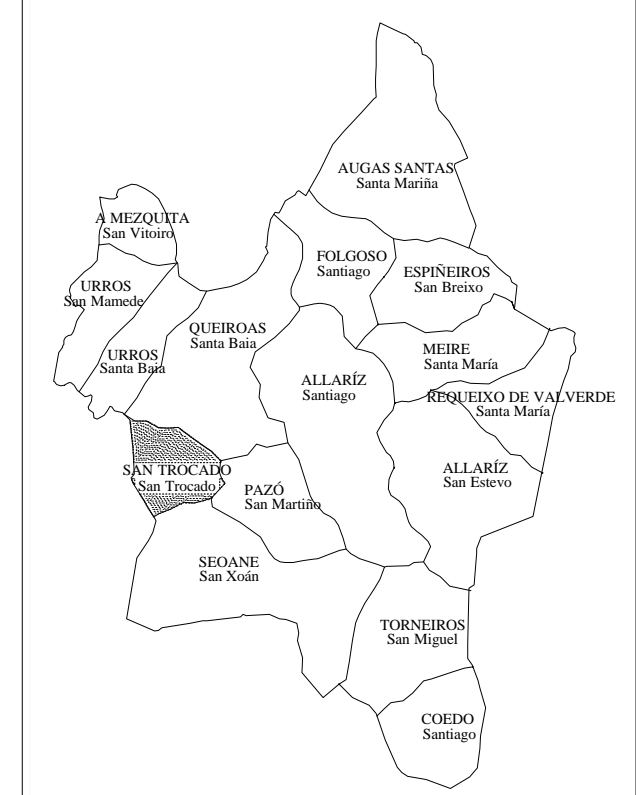 AUGAS SANTAS
Santa Mariña
A MEZQUITA
San Vitoiro
FOLGOSO
Santiago
ESPIÑEIROS
San Breixo
URROS
San Mamede
QUEIROAS
Santa Baia
URROS
Santa Baia
MEIRE
Santa María
ALLARÍZ
Santiago
REQUEIXO DE VALVERDE
Santa María
SAN TROCADO
San Trocado
ALLARÍZ
San Estevo
PAZÓ
San Martiño
SEOANE
San Xoán
TORNEIROS
San Miguel
COEDO
Santiago